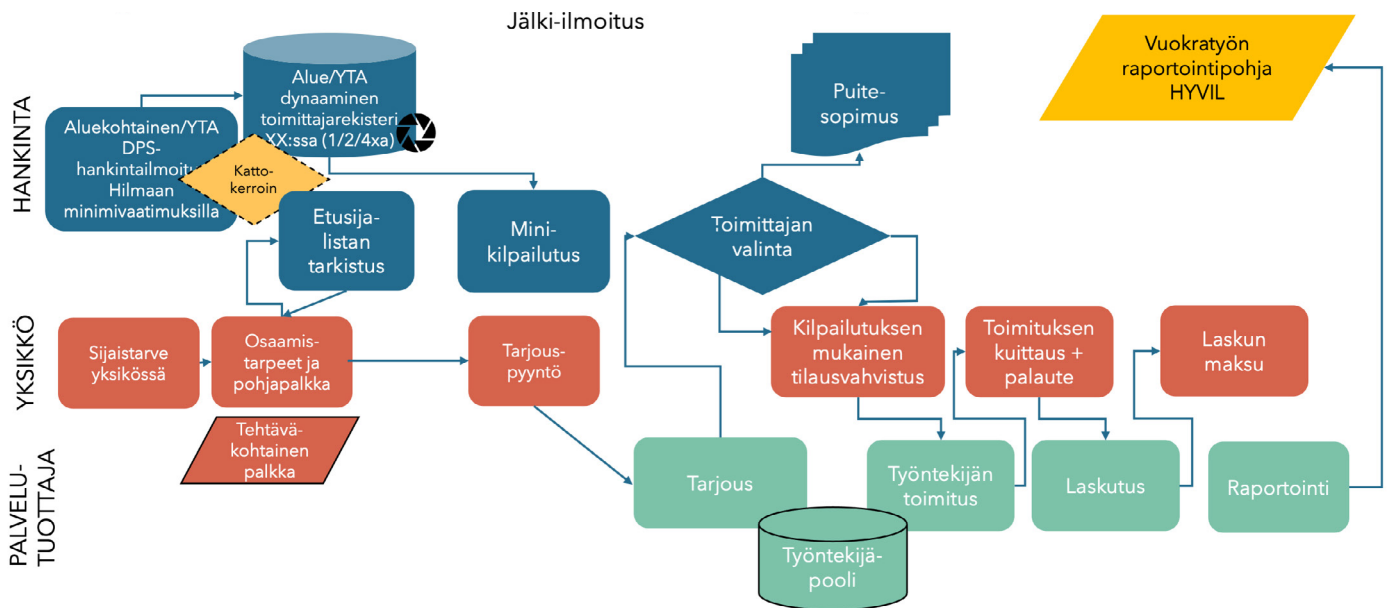 Jälki-ilmoitus
HANKINTA
Aluekohtainen/YTA
DPS-
hankintailmoitu
Hilmaan
minimivaatimuksilla
Alue/YTA
dynaaminen
toimittajarekisteri
XX:ssa (1/2/4xa)
Katto-
kerroin
Etusija-
listan
tarkistus
Mini-
kilpailutus
Toimittajan
valinta
Puite-
sopimus
Vuokratyön
raportointipohja
HYVIL
YKSIKKÖ
Sijaistarve
yksikössä
Osaamis-
tarpeet ja
pohjapalkka
Tehtävä-
kohtainen
palkka
Tarjous-
pyyntö
Kilpailutuksen
mukainen
tilausvahvistus
Toimituksen
kuittaus +
palaute
Laskun
maksu
PALVELU-
TUOTTAJA
Tarjous
Työntekijä-
pooli
Työntekijän
toimitus
Laskutus
Raportointi